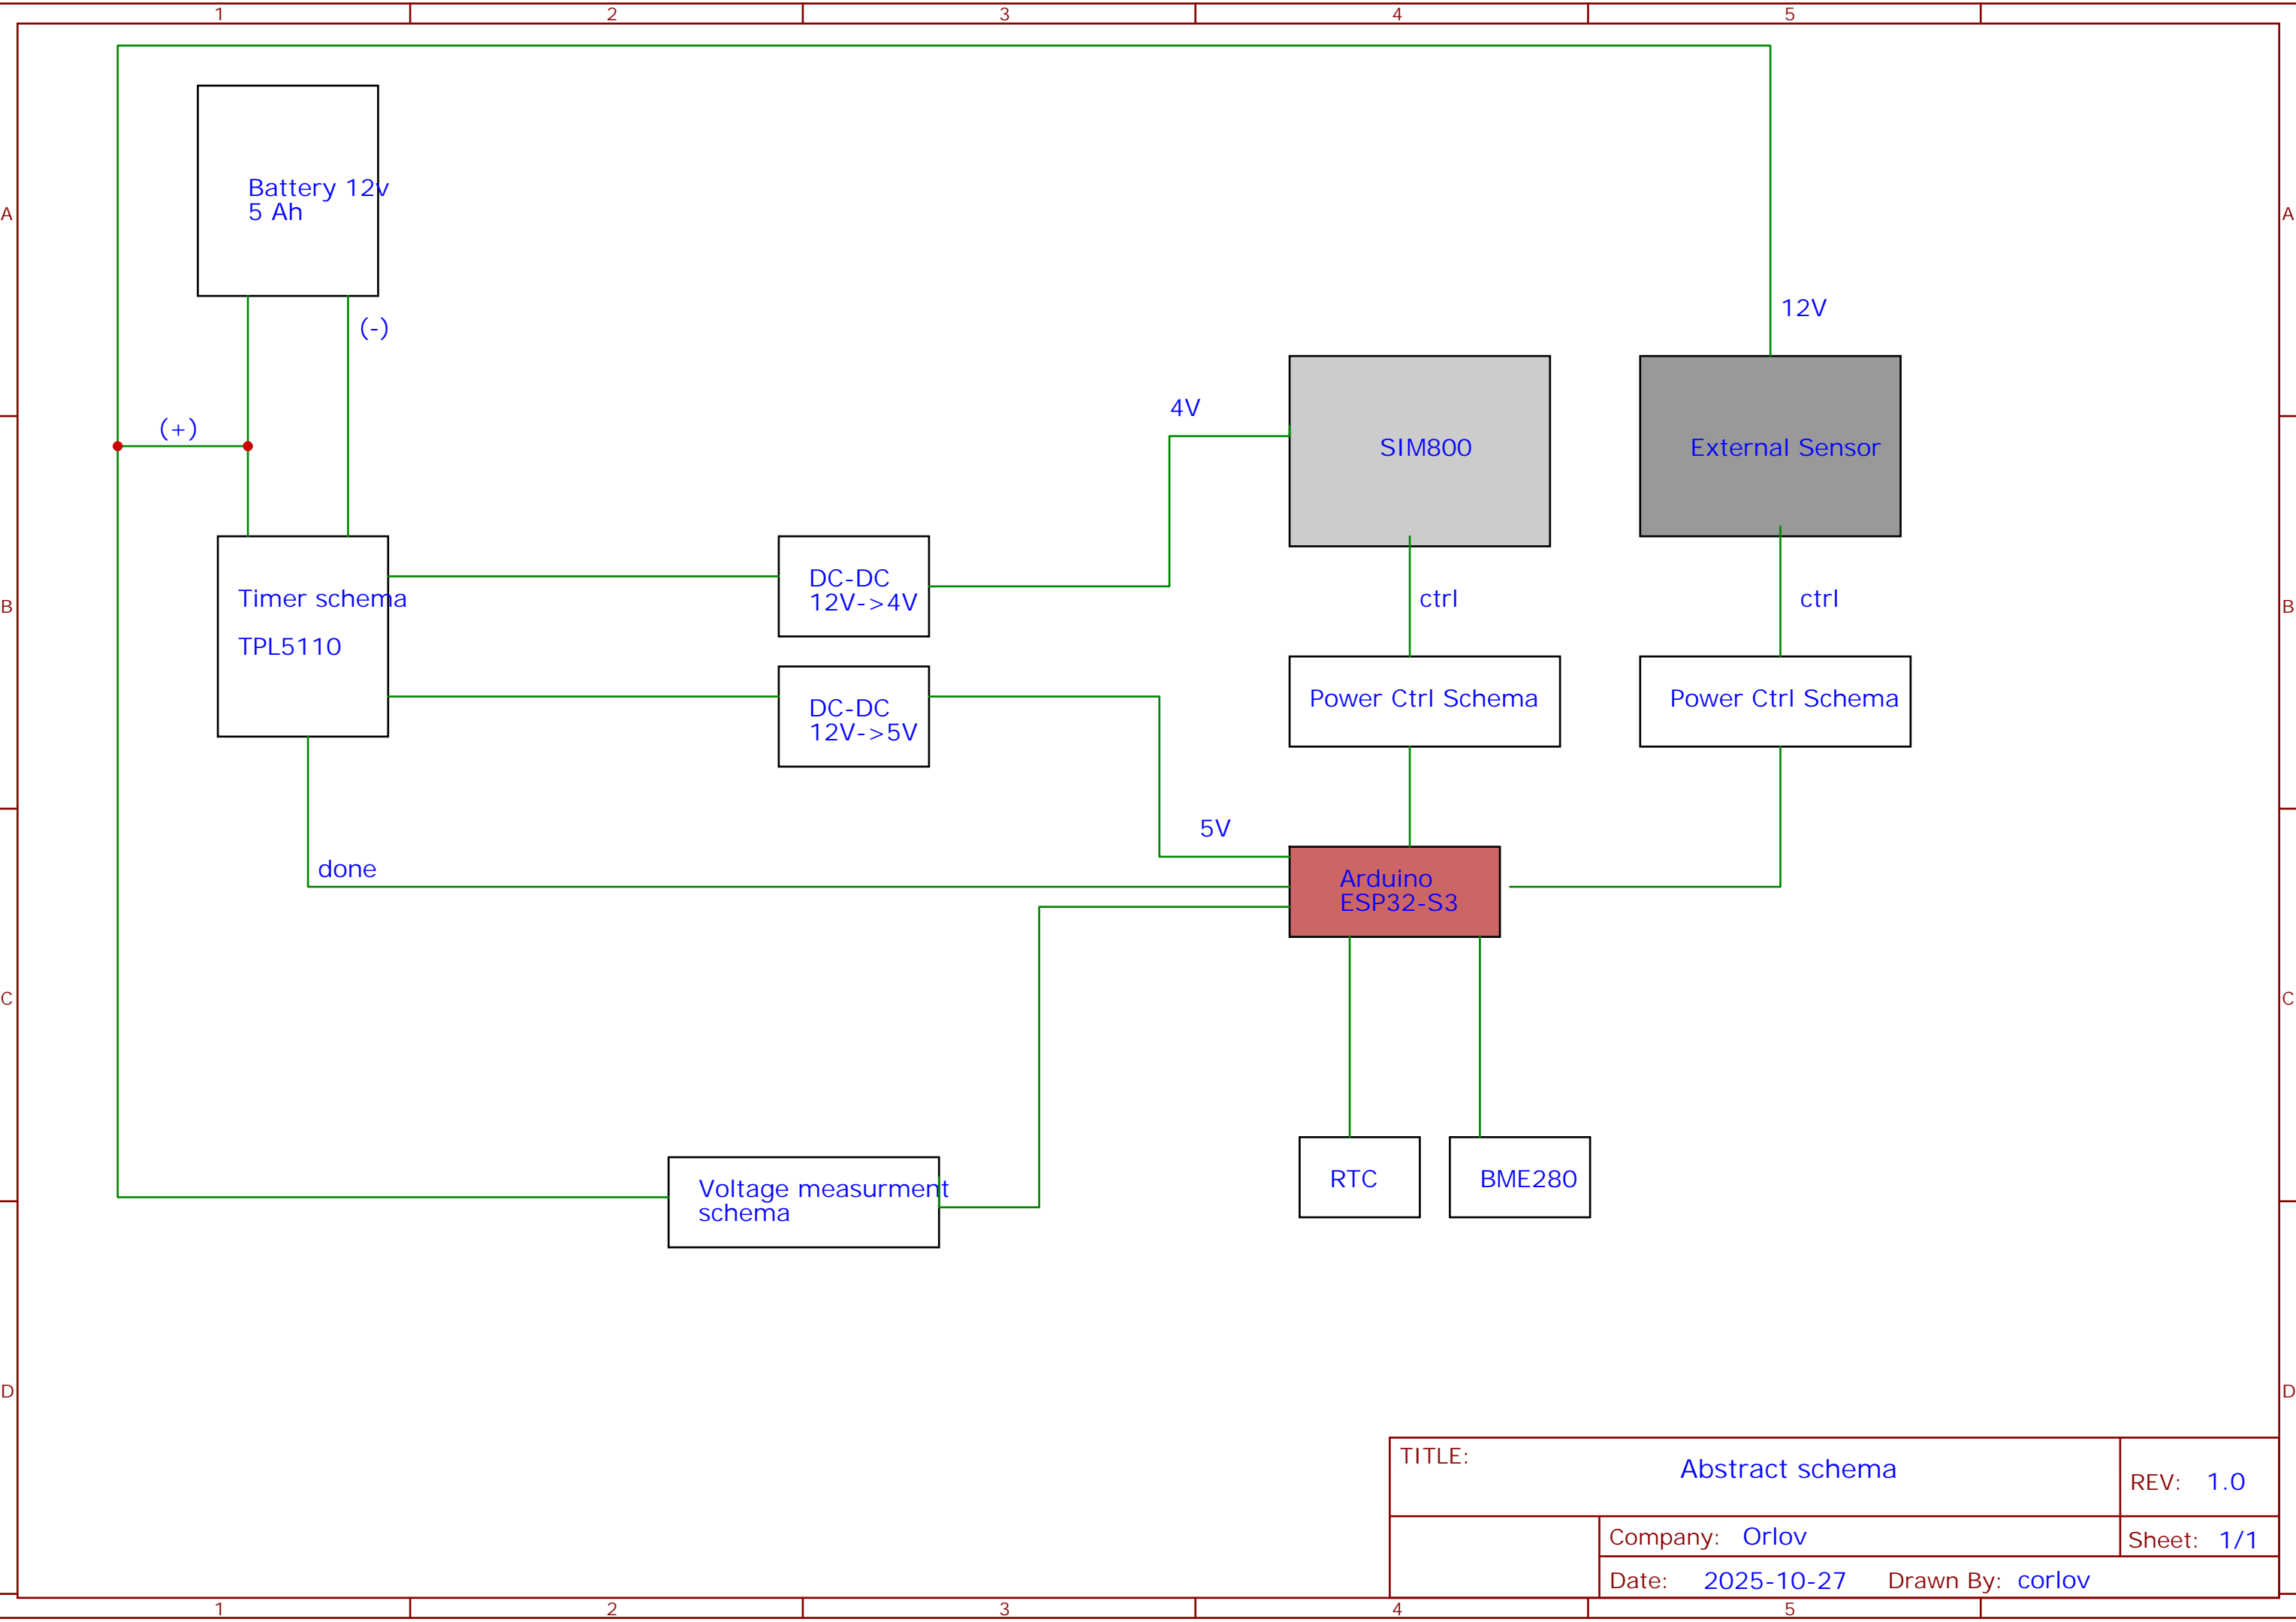 1 2 3 4 5
A A
Battery 12v
5 Ah
(-)
12V
4V
(+)
SIM800
External Sensor
DC-DC
12V->4V
Timer schema
ctrl
ctrl
B B
TPL5110
Power Ctrl Schema
Power Ctrl Schema
DC-DC
12V->5V
5V
done
Arduino
ESP32-S3
C C
RTC
BME280
Voltage measurment
schema
D D
TITLE:
Abstract schema
REV: 1.0
Company: Orlov
Sheet: 1/1
Date: 2025-10-27 Drawn By: corlov
1 2 3 4 5